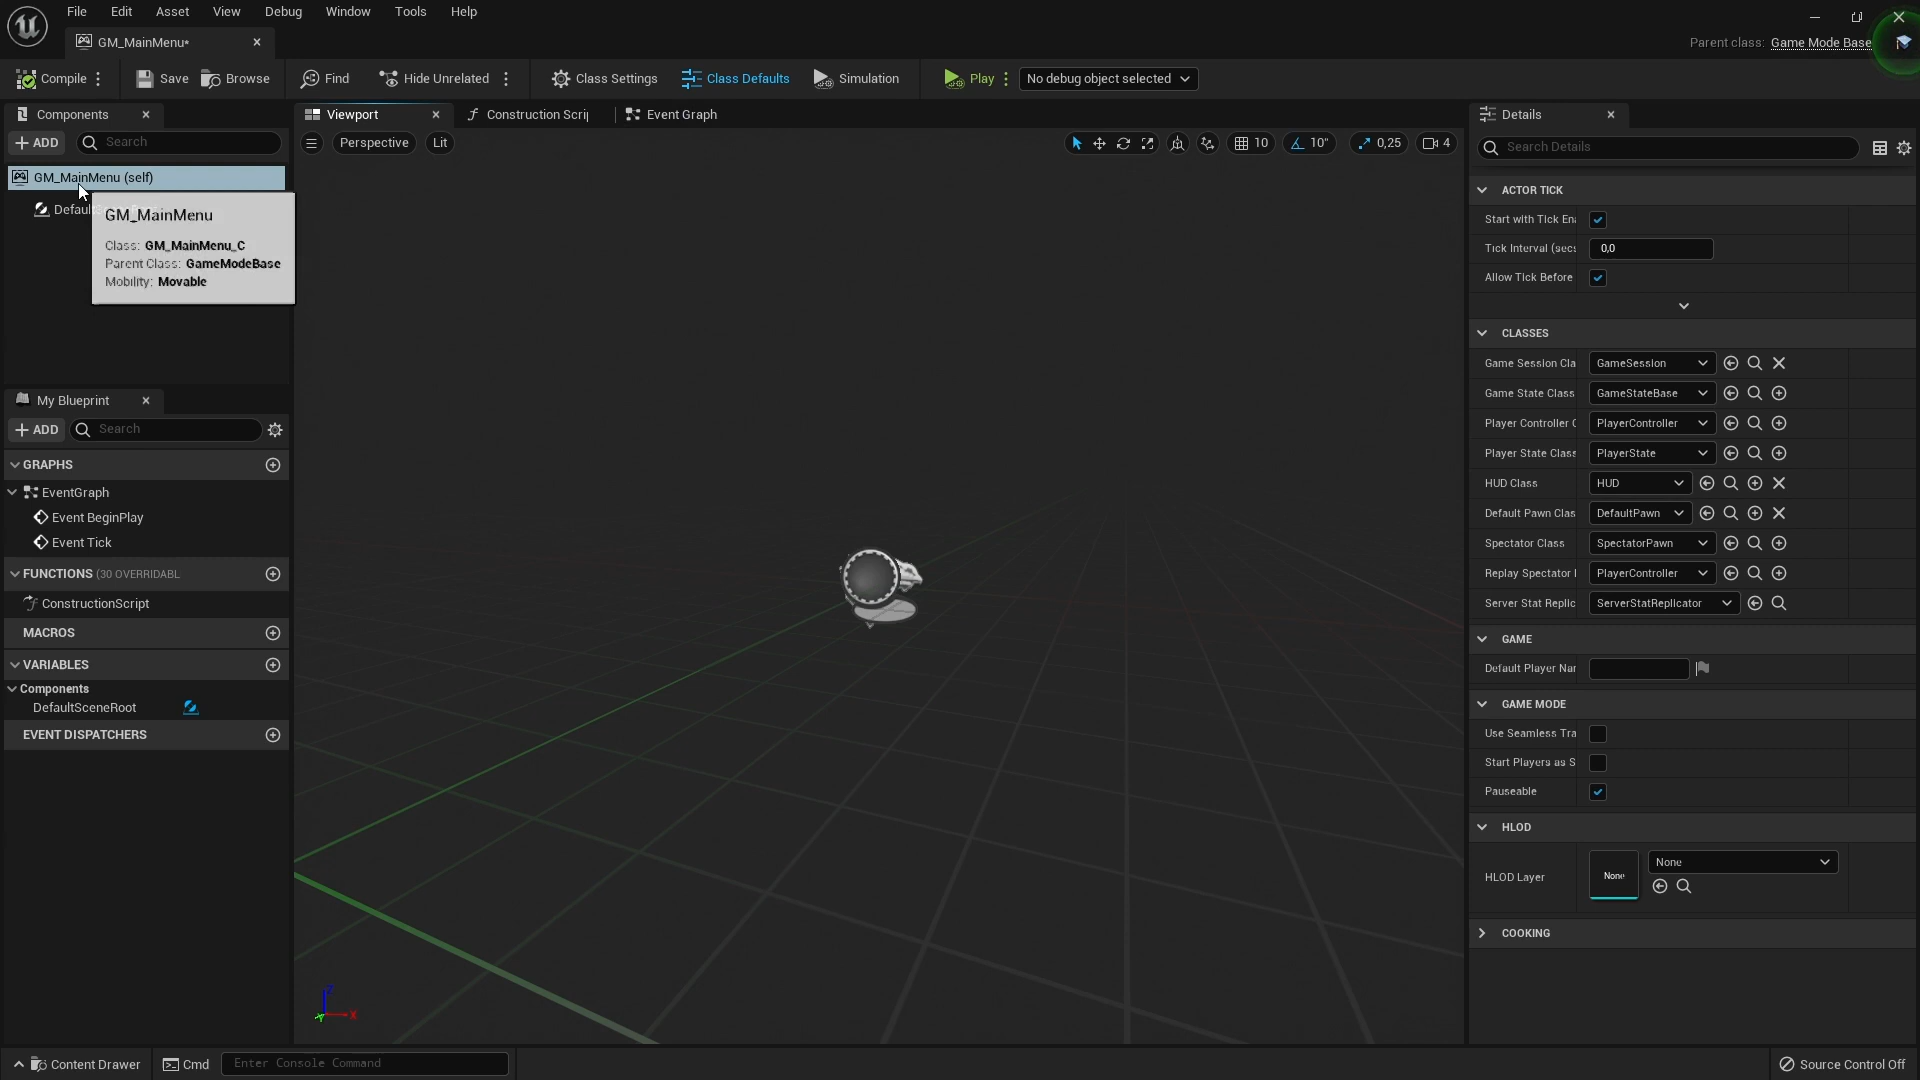 File Edit Asset View Debug Window Tools Help
GM_MainMenu*
Parent class: Game Mode Base
Compile Save Browse Find Hide Unrelated Class Settings Class Defaults Simulation Play No debug object selected
Components
ADD Search
GM_MainMenu (self)
GM_MainMenu
Class: GM_MainMenu_C
Parent Class: GameModeBase
Mobility: Movable
My Blueprint
ADD Search
GRAPHS
EventGraph
Event BeginPlay
Event Tick
FUNCTIONS (30 OVERRIDABL
ConstructionScript
MACROS
VARIABLES
Components
DefaultSceneRoot
EVENT DISPATCHERS
Viewport Construction Scri Event Graph
Perspective Lit 10 10° 0,25 4
Z
X
Y
Details
Search Details
ACTOR TICK
Start with Tick Ena
Tick Interval (secs 0,0
Allow Tick Before
CLASSES
Game Session Cla GameSession
Game State Class GameStateBase
Player Controller C PlayerController
Player State Class PlayerState
HUD Class HUD
Default Pawn Clas DefaultPawn
Spectator Class SpectatorPawn
Replay Spectator PlayerController
Server Stat Replic ServerStatReplicator
GAME
Default Player Nar
GAME MODE
Use Seamless Tra
Start Players as S
Pauseable
HLOD
HLOD Layer None None
COOKING
Content Drawer Cmd Enter Console Command Source Control Off